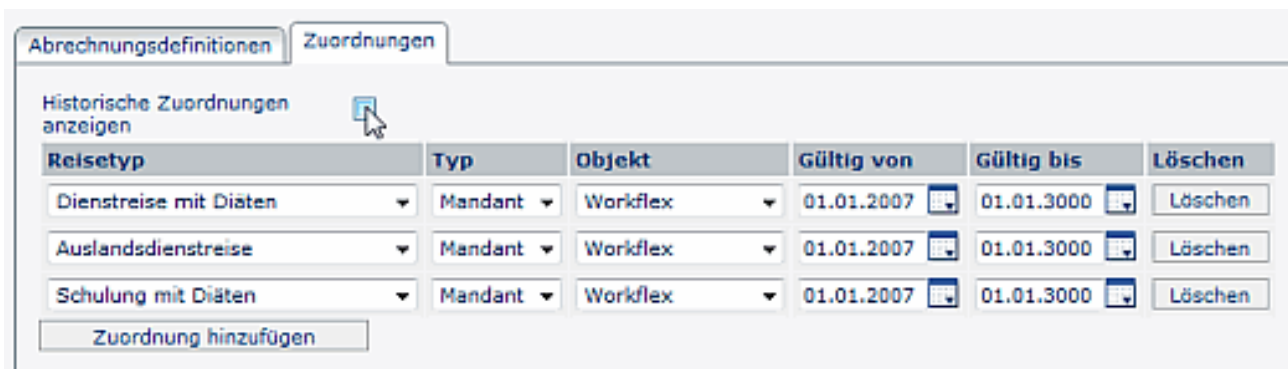 Abrechnungsdefinitionen Zuordnungen
Historische Zuordnungen
anzeigen
Reisetyp Typ Objekt Gültig von Gültig bis Löschen
Dienstreise mit Diäten Mandant Workflex 01.01.2007 01.01.3000 Löschen
Auslandsdienstreise Mandant Workflex 01.01.2007 01.01.3000 Löschen
Schulung mit Diäten Mandant Workflex 01.01.2007 01.01.3000 Löschen
Zuordnung hinzufügen